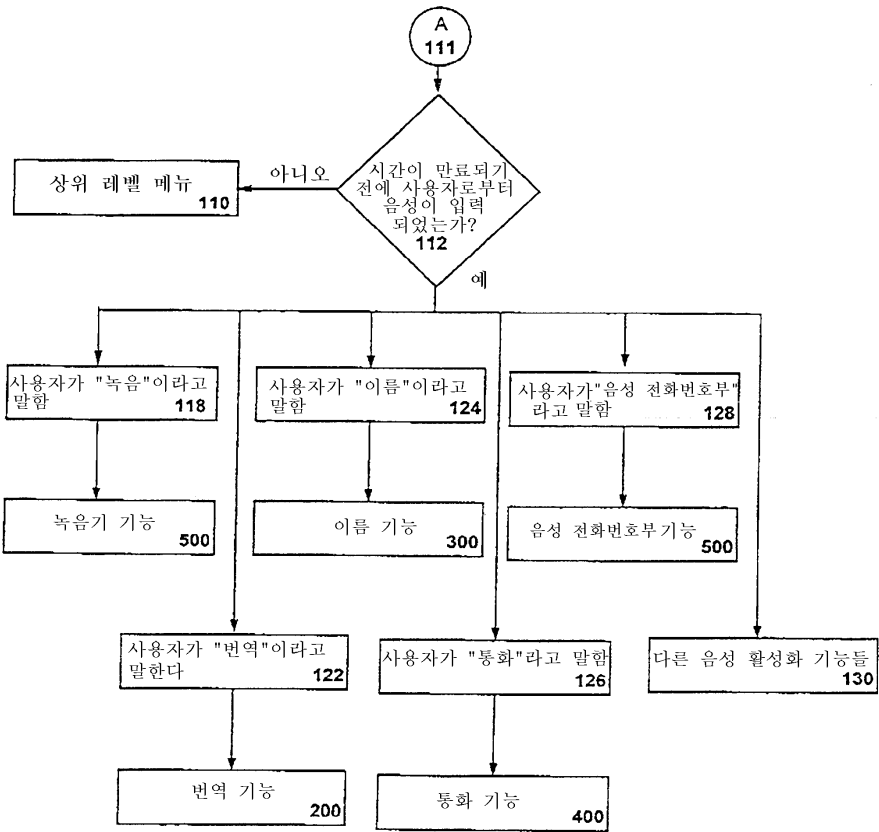 A
111
시간이 만료되기
전에 사용자로부터
음성이 입력
되었는가?
112
아니오
상위 레벨 메뉴
110
예
사용자가 "녹음"이라고
말함 118
사용자가 "이름"이라고
말함 124
사용자가"음성 전화번호부"
라고 말함 128
녹음기 기능
500
이름 기능
300
음성 전화번호부기능
500
사용자가 "번역"이라고
말한다 122
사용자가 "통화"라고 말함
126
다른 음성 활성화 기능들
130
번역 기능
200
통화 기능
400